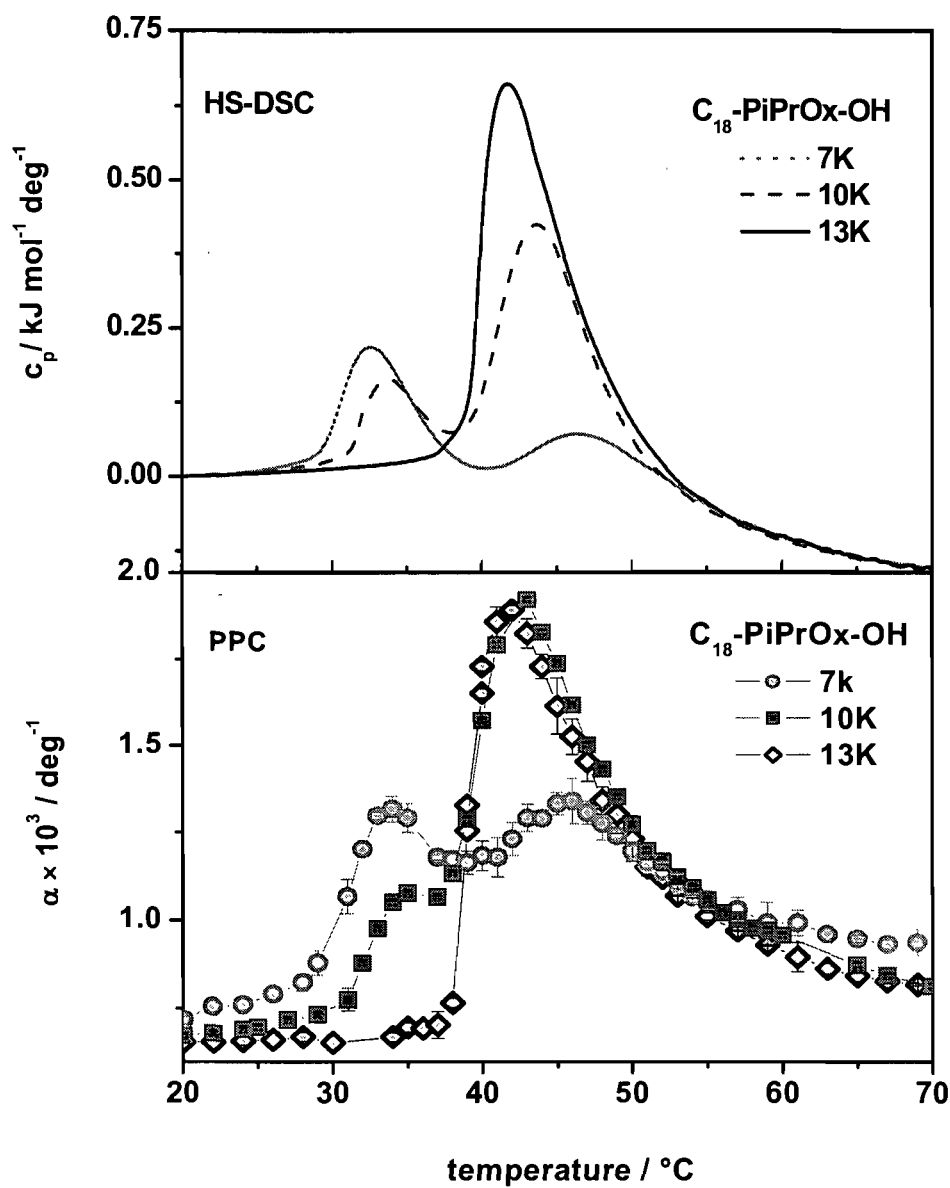 0.75
HS-DSC
C₁₈-PiPrOx-OH
7K
10K
13K
0.50
0.25
0.00
cₚ/ kJ mol⁻¹ deg⁻¹
2.0
PPC
C₁₈-PiPrOx-OH
7k
10K
13K
1.5
1.0
α × 10³ / deg⁻¹
20 30 40 50 60 70
temperature / °C